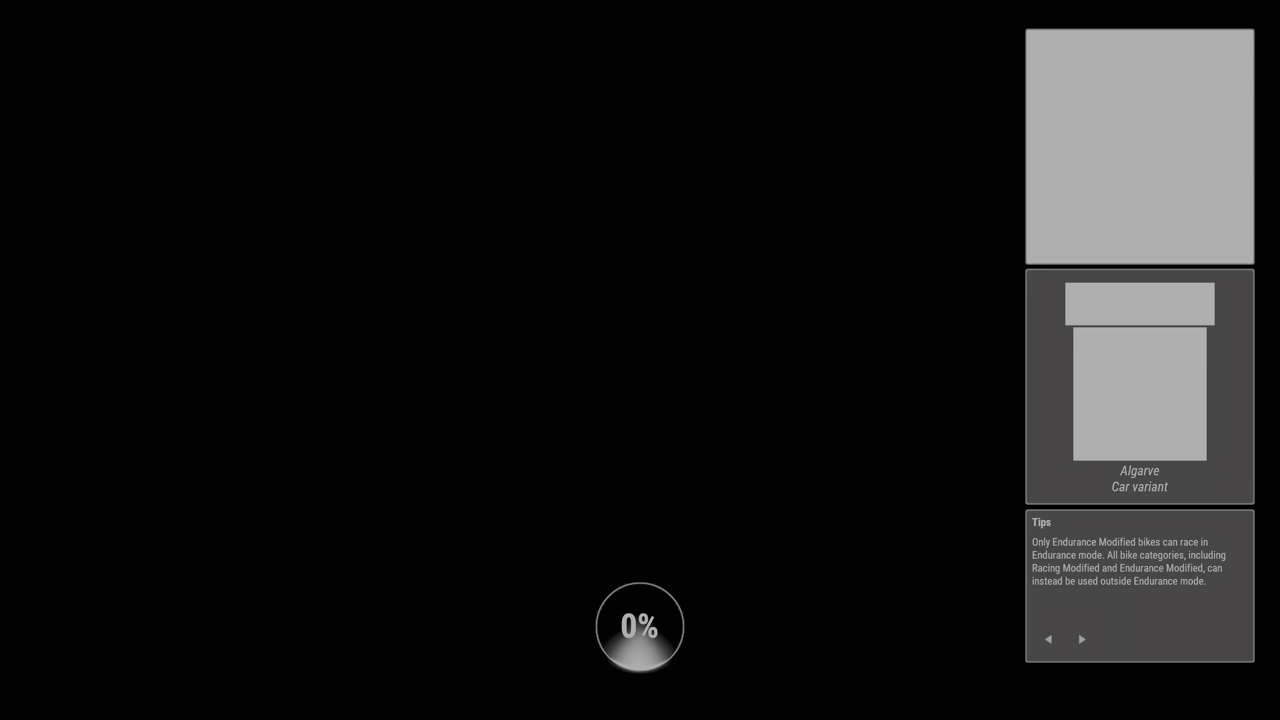 Algarve
Car variant
Tips
Only Endurance Modified bikes can race in
Endurance mode. All bike categories, including
Racing Modified and Endurance Modified, can
instead be used outside Endurance mode.
0%